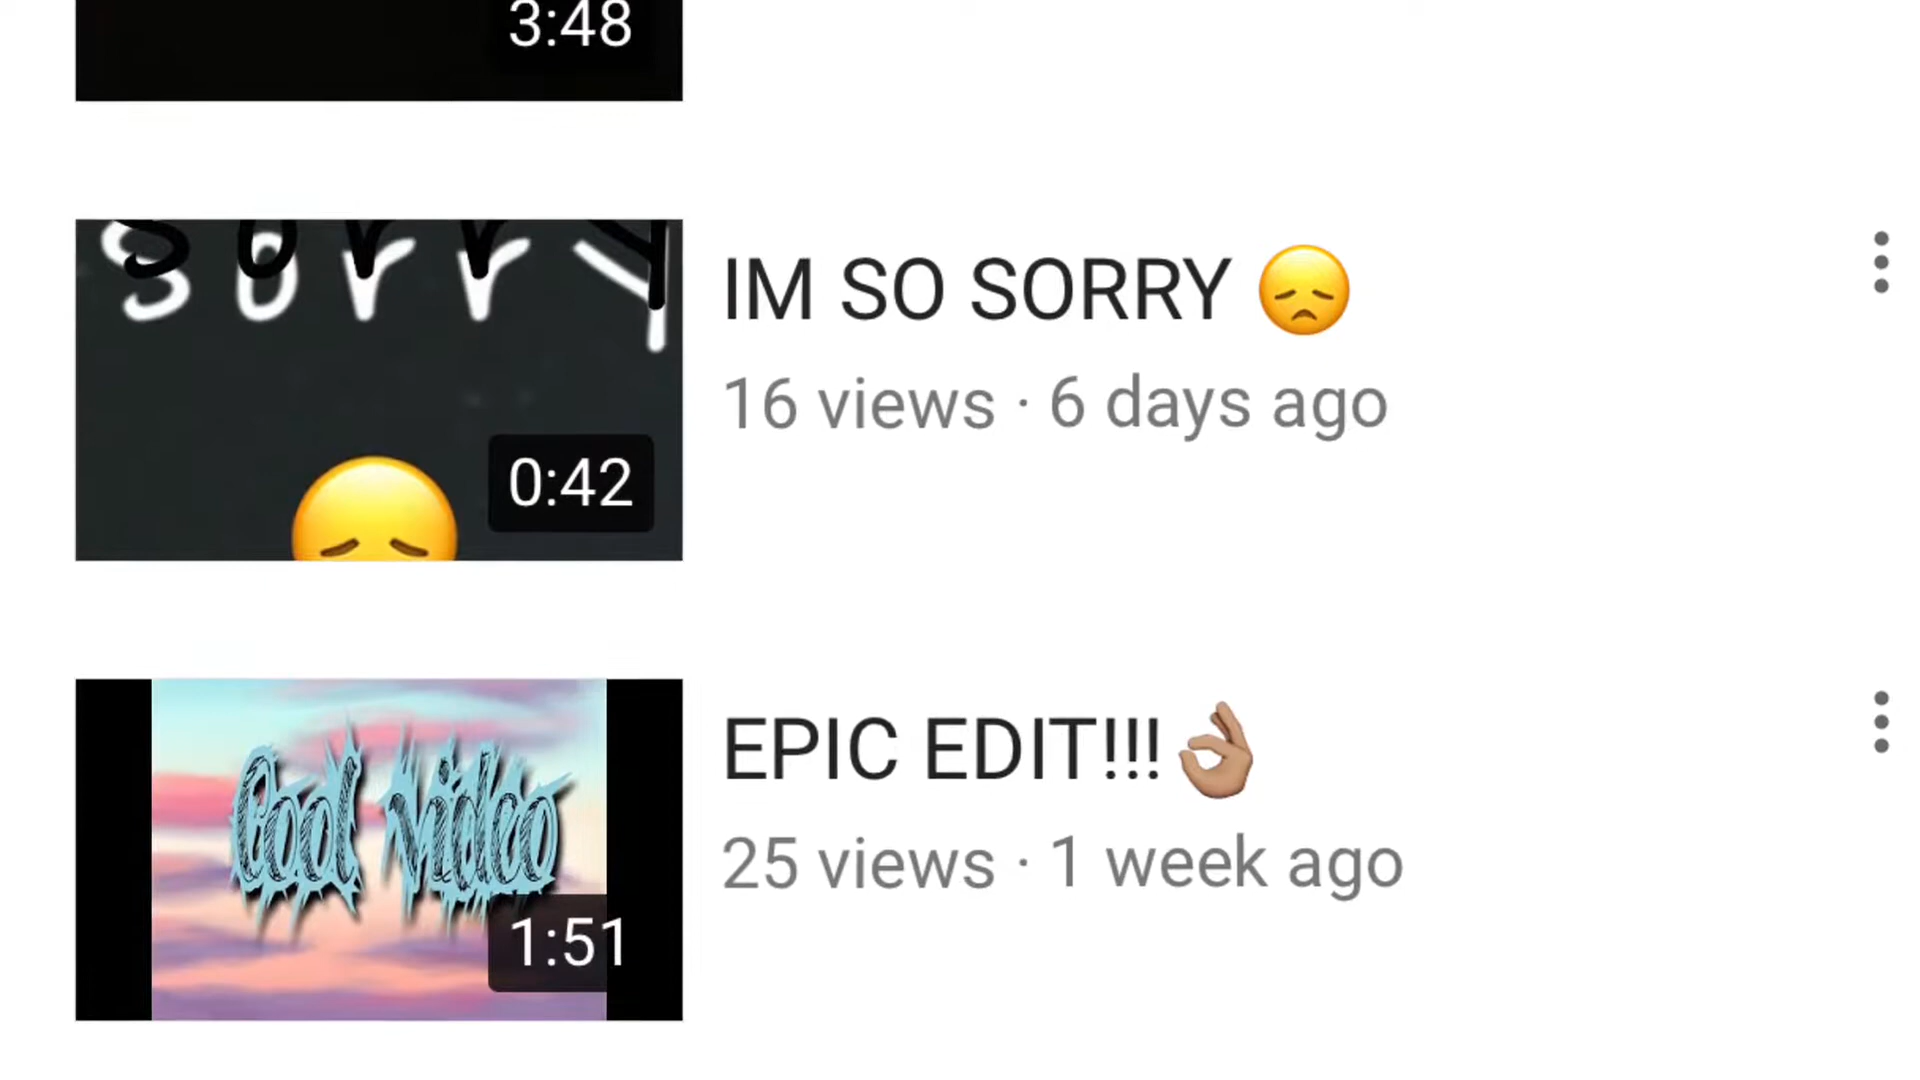 3:48
Sorry
IM SO SORRY 😞
16 views · 6 days ago
0:42
EPIC EDIT!!!👌🏽
25 views · 1 week ago
Cool video
1:51